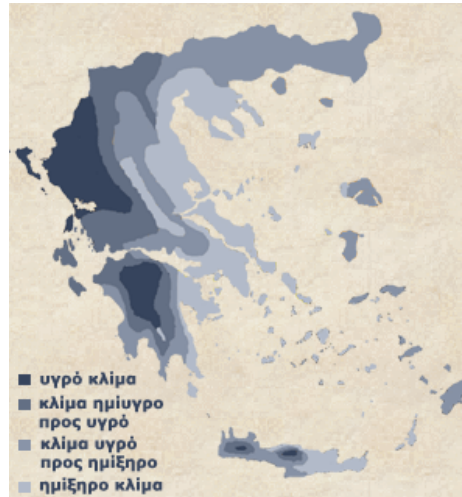 υγρό κλίμα
κλίμα ημίυγρο
προς υγρό
κλίμα υγρό
προς ημίξηρο
ημίξηρο κλίμα